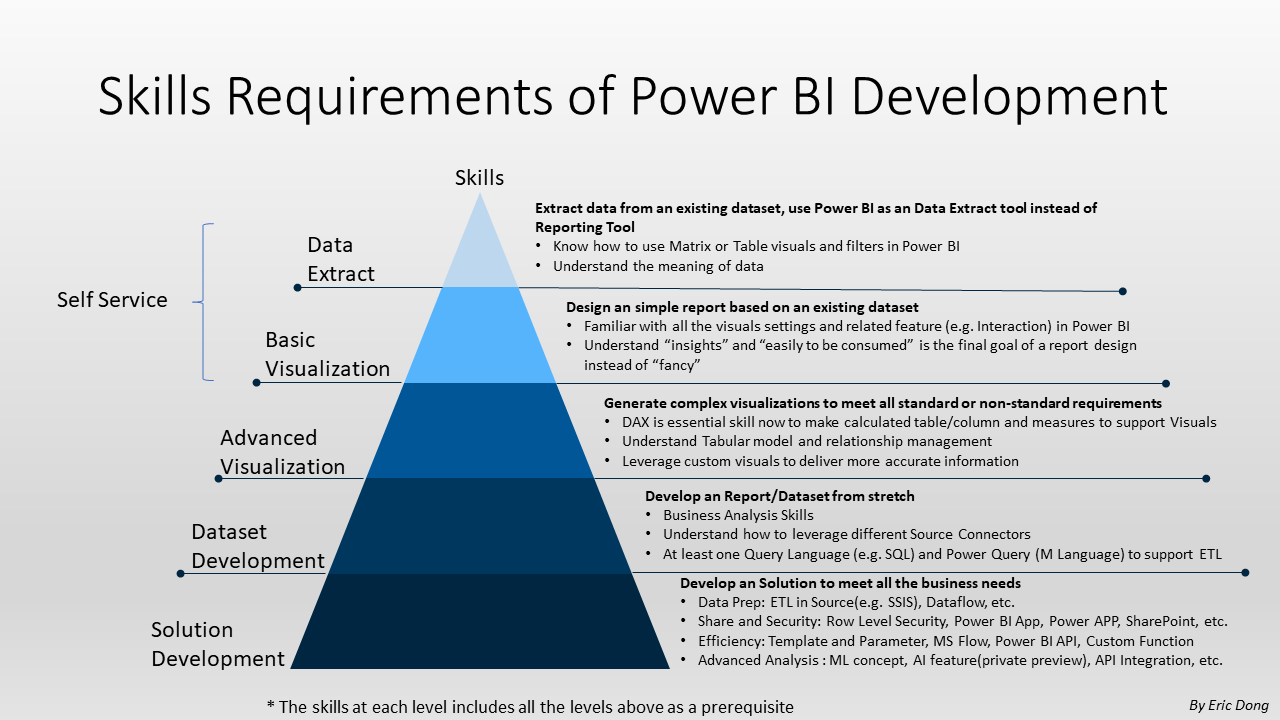 Skills Requirements of Power BI Development
Skills
Extract data from an existing dataset, use Power BI as an Data Extract tool instead of
Reporting Tool
• Know how to use Matrix or Table visuals and filters in Power BI
• Understand the meaning of data
Data
Extract
Self Service
Design an simple report based on an existing dataset
• Familiar with all the visuals settings and related feature (e.g. Interaction) in Power BI
• Understand “insights” and “easily to be consumed” is the final goal of a report design
instead of “fancy”
Basic
Visualization
Generate complex visualizations to meet all standard or non-standard requirements
• DAX is essential skill now to make calculated table/column and measures to support Visuals
• Understand Tabular model and relationship management
• Leverage custom visuals to deliver more accurate information
Advanced
Visualization
Develop an Report/Dataset from stretch
• Business Analysis Skills
• Understand how to leverage different Source Connectors
• At least one Query Language (e.g. SQL) and Power Query (M Language) to support ETL
Dataset
Development
Develop an Solution to meet all the business needs
• Data Prep: ETL in Source(e.g. SSIS), Dataflow, etc.
• Share and Security: Row Level Security, Power BI App, Power APP, SharePoint, etc.
• Efficiency: Template and Parameter, MS Flow, Power BI API, Custom Function
• Advanced Analysis : ML concept, AI feature(private preview), API Integration, etc.
Solution
Development
* The skills at each level includes all the levels above as a prerequisite
By Eric Dong